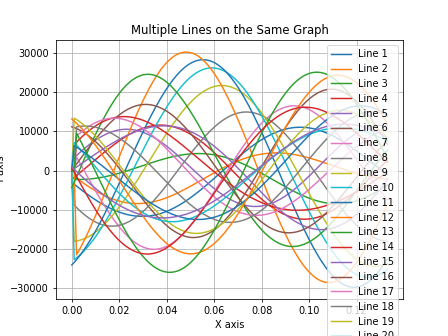 Multiple Lines on the Same Graph
30000
20000
10000
0
−10000
−20000
−30000
0.00
0.02
0.04
0.06
0.08
0.10
X axis
Line 1
Line 2
Line 3
Line 4
Line 5
Line 6
Line 7
Line 8
Line 9
Line 10
Line 11
Line 12
Line 13
Line 14
Line 15
Line 16
Line 17
Line 18
Line 19
Line 20